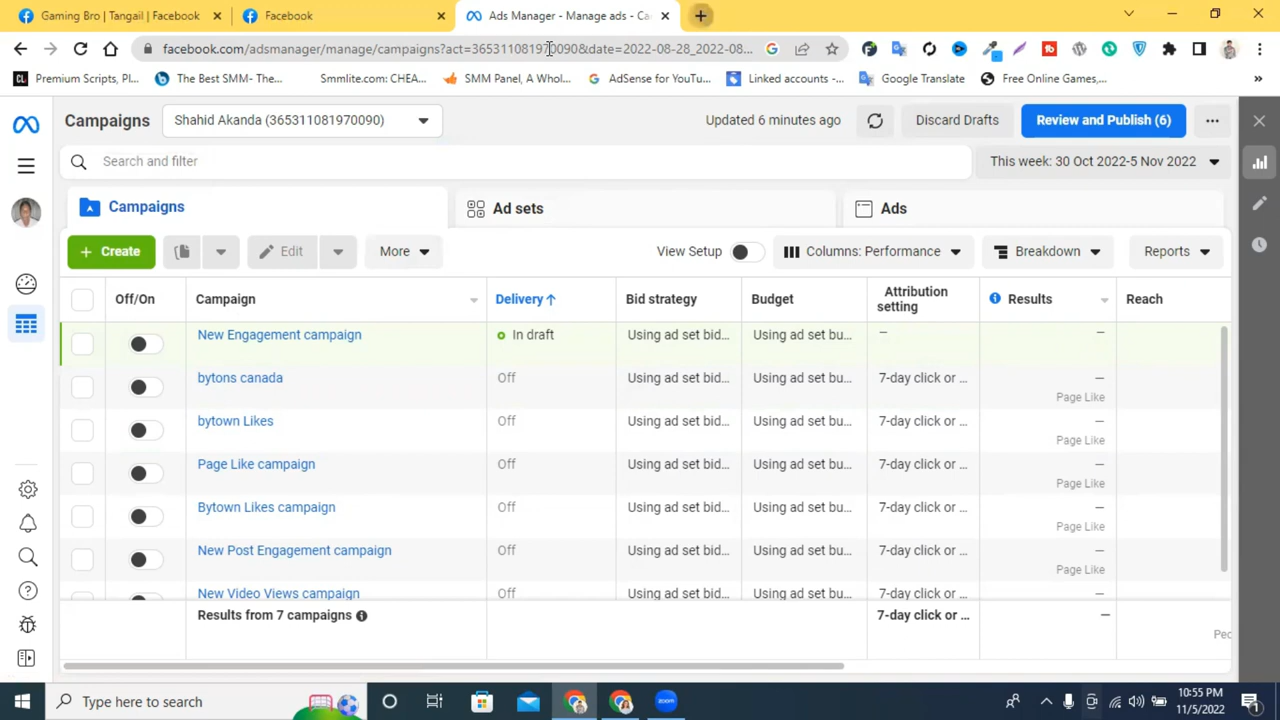 Gaming Bro | Tangail | Facebook
Facebook
Ads Manager - Manage ads - Ca
facebook.com/adsmanager/manage/campaigns?act=365311081970090&date=2022-08-28_2022-08...
Premium Scripts, Pl...
The Best SMM- The...
Smmlite.com: CHEA...
SMM Panel, A Whol...
AdSense for YouTu...
Linked accounts -...
Google Translate
Free Online Games,...
Campaigns
Shahid Akanda (365311081970090)
Updated 6 minutes ago
Discard Drafts
Review and Publish (6)
Search and filter
This week: 30 Oct 2022-5 Nov 2022
Campaigns
Ad sets
Ads
+ Create
Edit
More
View Setup
Columns: Performance
Breakdown
Reports
Off/On
Campaign
Delivery ↑
Bid strategy
Budget
Attribution setting
Results
Reach
New Engagement campaign
In draft
Using ad set bid...
Using ad set bu...
—
—
bytons canada
Off
Using ad set bid...
Using ad set bu...
7-day click or ...
—
Page Like
bytown Likes
Off
Using ad set bid...
Using ad set bu...
7-day click or ...
—
Page Like
Page Like campaign
Off
Using ad set bid...
Using ad set bu...
7-day click or ...
—
Page Like
Bytown Likes campaign
Off
Using ad set bid...
Using ad set bu...
7-day click or ...
—
Page Like
New Post Engagement campaign
Off
Using ad set bid...
Using ad set bu...
7-day click or ...
—
Page Like
New Video Views campaign
Off
Using ad set bid...
Using ad set bu...
7-day click or ...
—
Results from 7 campaigns
7-day click or ...
—
Pec
Type here to search
zoom
10:55 PM
11/5/2022
1